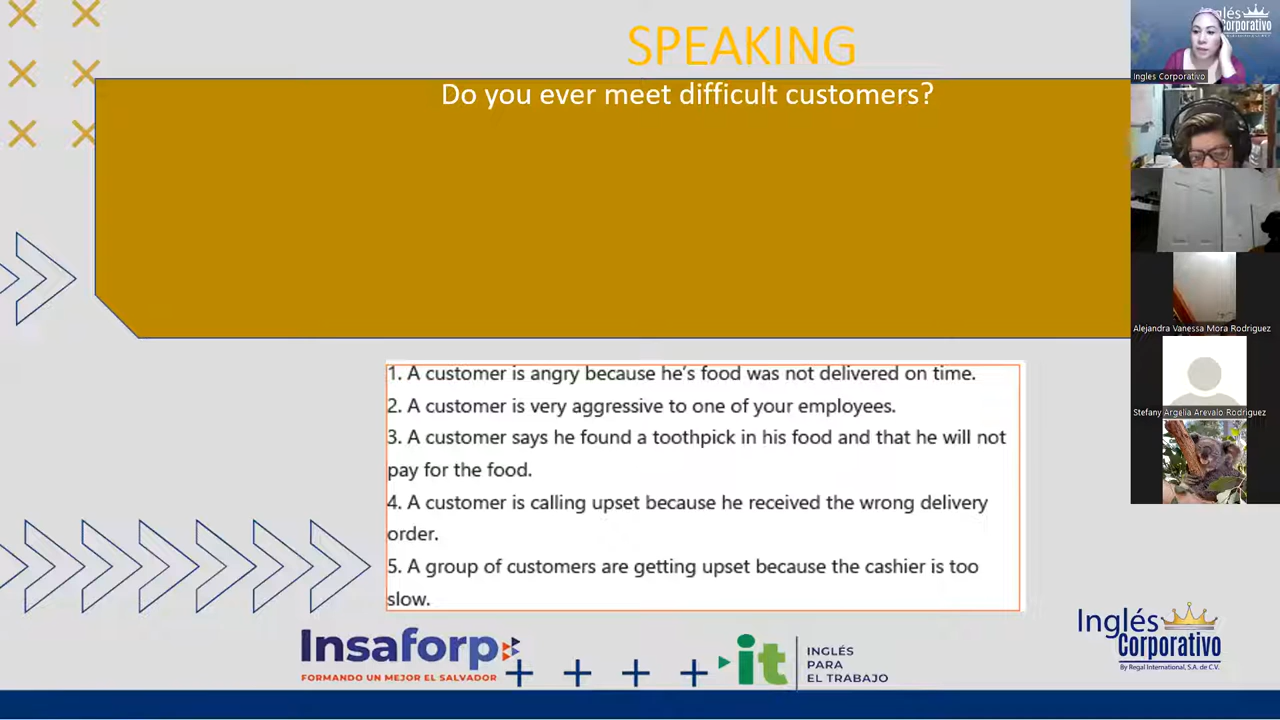 SPEAKING
Do you ever meet difficult customers?
1. A customer is angry because he's food was not delivered on time.
2. A customer is very aggressive to one of your employees.
3. A customer says he found a toothpick in his food and that he will not
pay for the food.
4. A customer is calling upset because he received the wrong delivery
order.
5. A group of customers are getting upset because the cashier is too
slow.
Insaforp
FORMANDO UN MEJOR EL SALVADOR
it
INGLÉS
PARA
EL TRABAJO
Inglés
Corporativo
By Regal International, S.A. de C.V.
Inglés
Corporativo
Ingles Corporativo
Alejandra Vanessa Mora Rodriguez
Stefany Argelia Arevalo Rodriguez